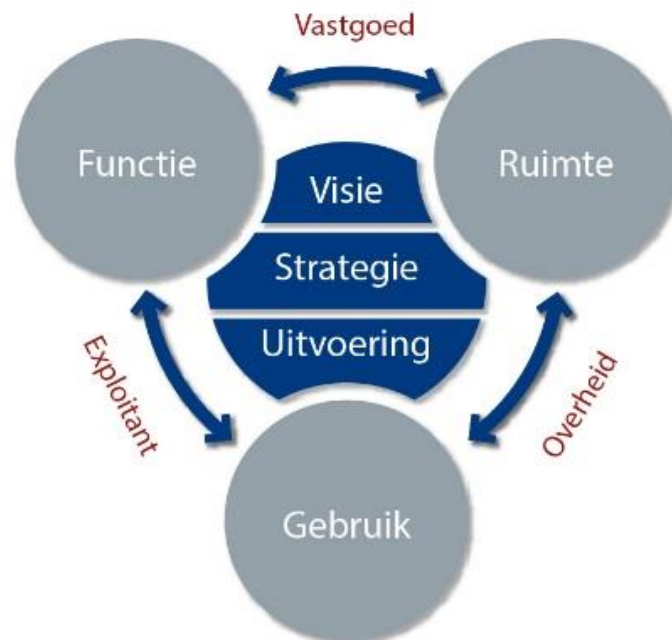 Vastgoed
Functie
Ruimte
Visie
Strategie
Uitvoering
Exploitant
Overheid
Gebruik